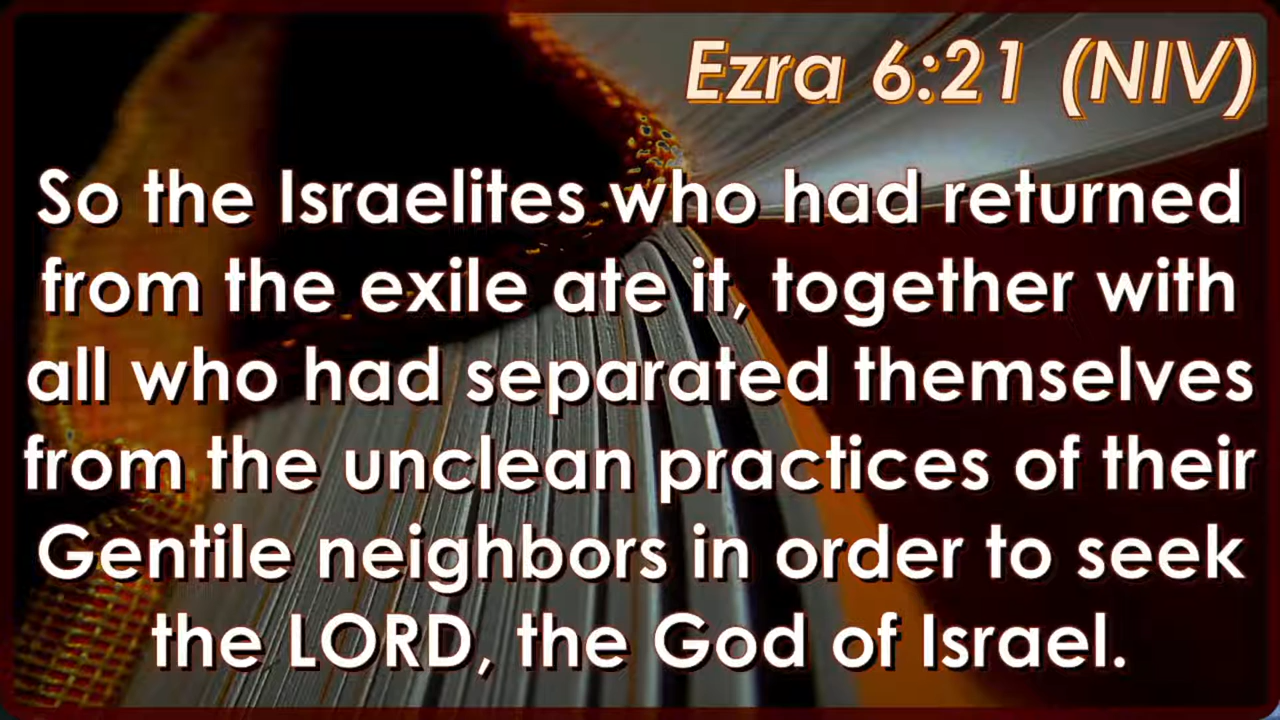 Ezra 6:21 (NIV)
So the Israelites who had returned
from the exile ate it, together with
all who had separated themselves
from the unclean practices of their
Gentile neighbors in order to seek
the LORD, the God of Israel.